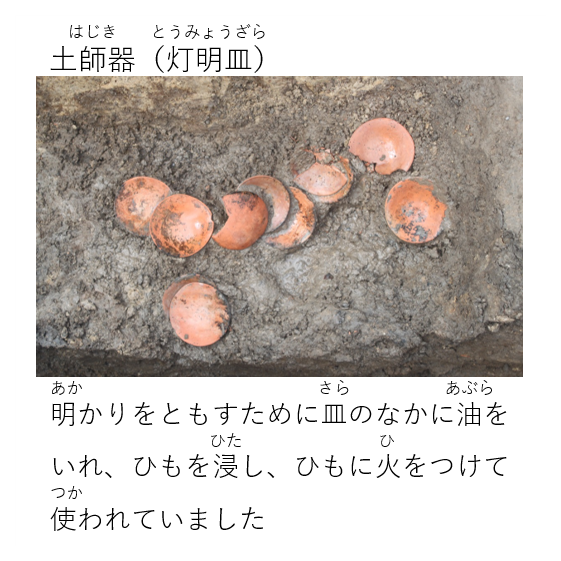 はじき とうみょうざら
土師器（灯明皿）
あか さら あぶら
明かりをともすために皿のなかに油を
ひた ひ
いれ、ひもを浸し、ひもに火をつけて
つか
使われていました